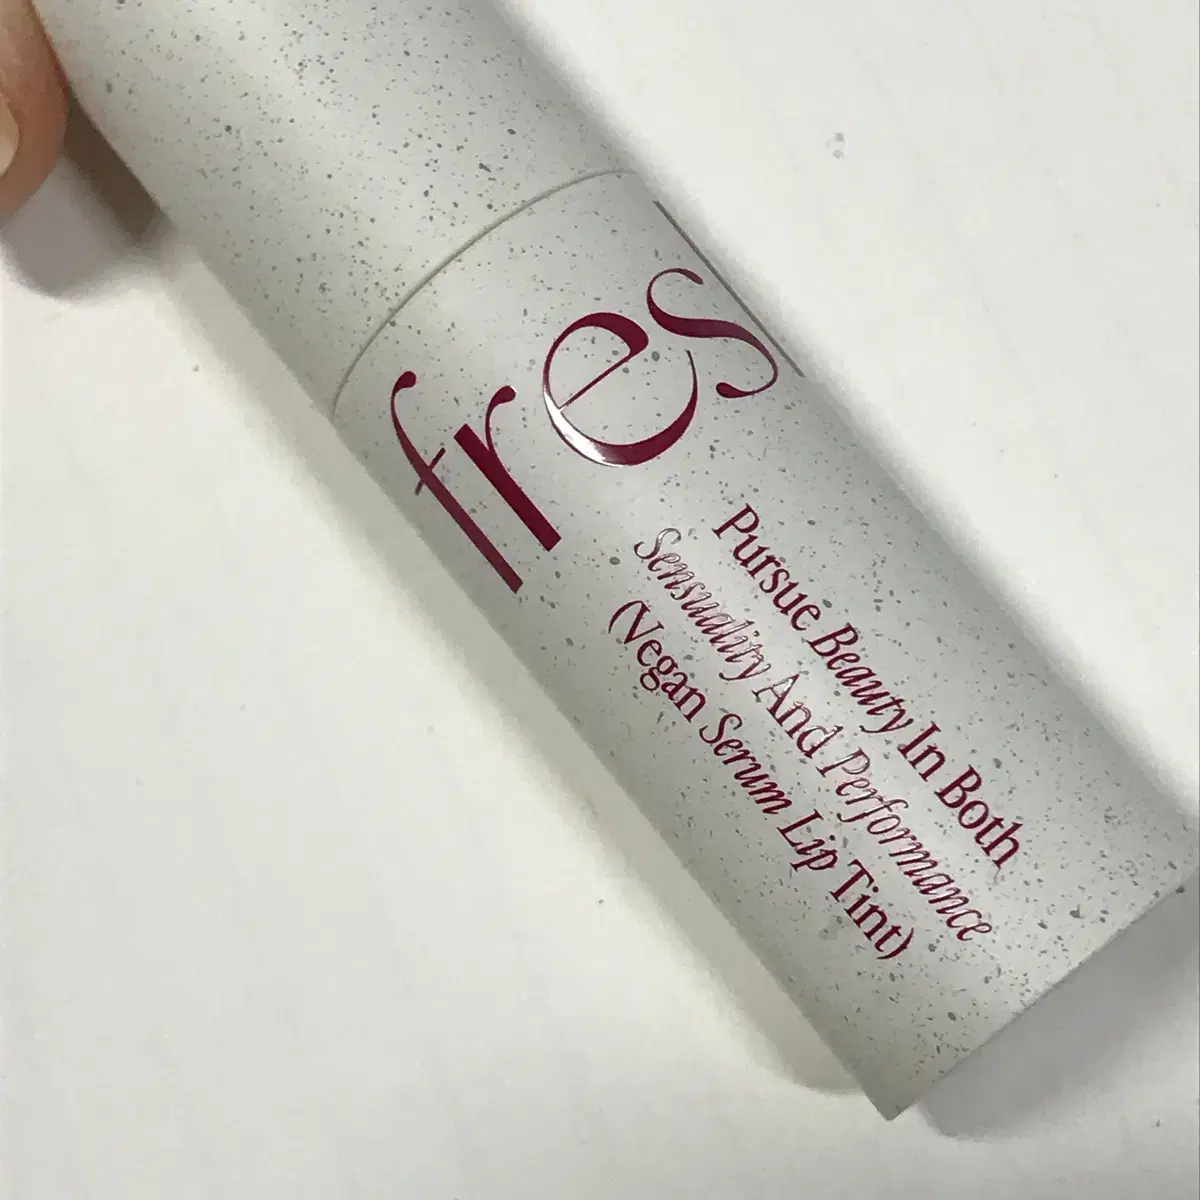 fres
Pursue Beauty In Both
Sensuality And Performance
(Vegan Serum Lip Tint)